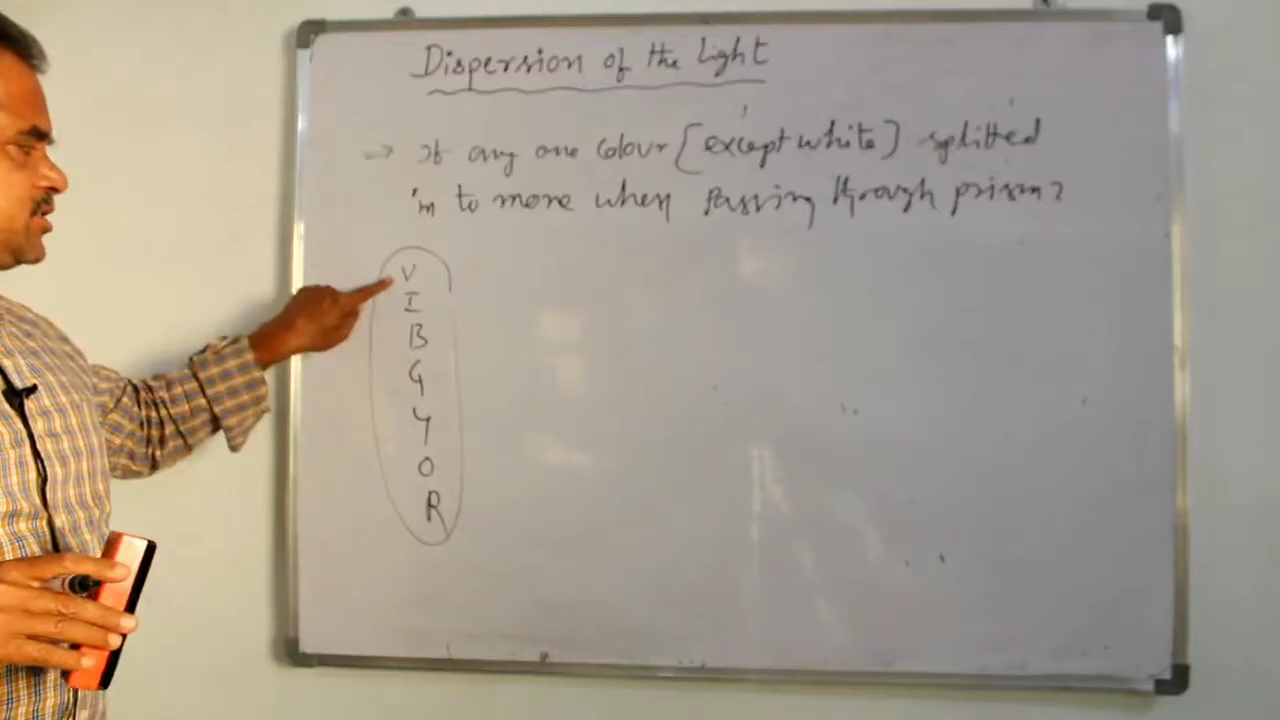 Dispersion of the Light
→ If any one colour [except white] splitted
in to more when passing through prism?
V
I
B
G
Y
O
R